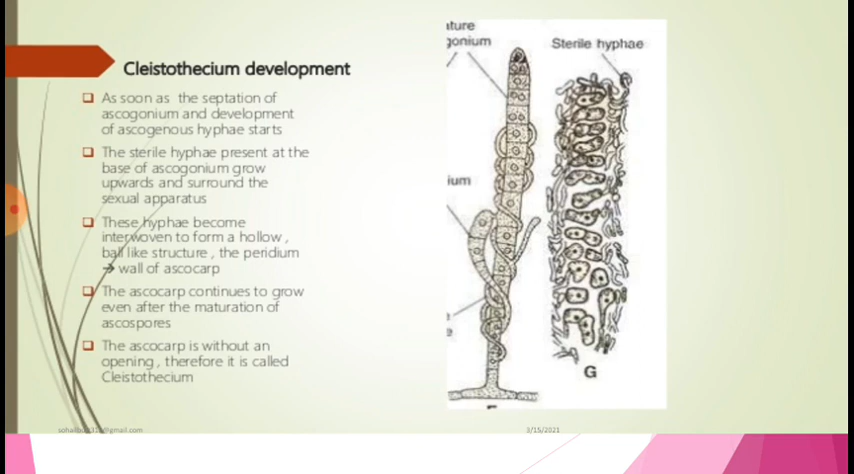 Cleistothecium development
As soon as the septation of
ascogonium and development
of ascogenous hyphae starts
The sterile hyphae present at the
base of ascogonium grow
upwards and surround the
sexual apparatus
These hyphae become
interwoven to form a hollow ,
ball like structure , the peridium
→ wall of ascocarp
The ascocarp continues to grow
even after the maturation of
ascospores
The ascocarp is without an
opening , therefore it is called
Cleistothecium
ature
gonium
Sterile hyphae
ium
e
G
3/15/2021